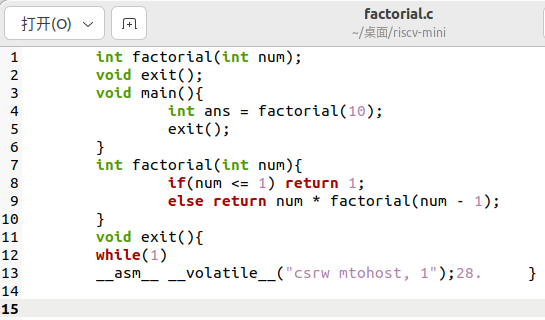 打开(O)
factorial.c
~/桌面/riscv-mini
1 int factorial(int num);
2 void exit();
3 void main(){
4 int ans = factorial(10);
5 exit();
6 }
7 int factorial(int num){
8 if(num <= 1) return 1;
9 else return num * factorial(num - 1);
10 }
11 void exit(){
12 while(1)
13 __asm__ __volatile__("csrw mtohost, 1");28. }
14
15